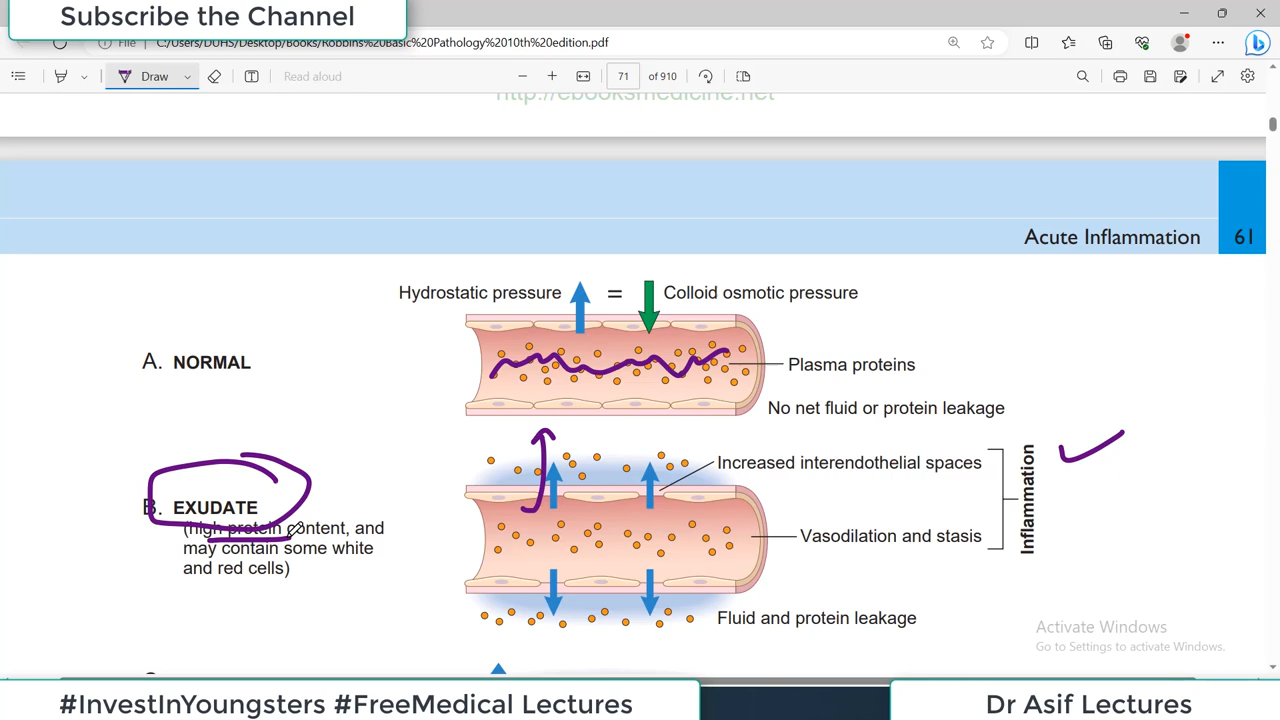 Subscribe the Channel
File C:/Users/DUHS/Desktop/Books/Robbins%20Basic%20Pathology%2010th%20edition.pdf
Draw Read aloud 71 of 910
http://ebooksmedicine.net
Acute Inflammation 61
Hydrostatic pressure = Colloid osmotic pressure
A. NORMAL
Plasma proteins
No net fluid or protein leakage
Increased interendothelial spaces
B. EXUDATE
(high protein content, and
may contain some white
and red cells)
Vasodilation and stasis
Inflammation
Fluid and protein leakage
Activate Windows
Go to Settings to activate Windows.
#InvestInYoungsters #FreeMedical Lectures
Dr Asif Lectures